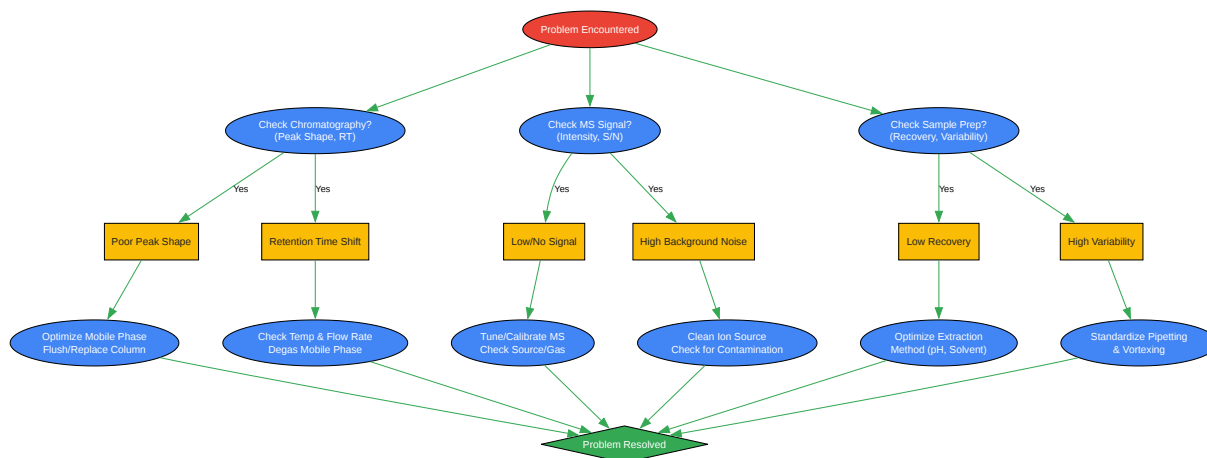 Problem Encountered
Check Chromatography?
(Peak Shape, RT)
Check MS Signal?
(Intensity, S/N)
Check Sample Prep?
(Recovery, Variability)
Yes
Yes
Yes
Yes
Yes
Yes
Poor Peak Shape
Retention Time Shift
Low/No Signal
High Background Noise
Low Recovery
High Variability
Optimize Mobile Phase
Flush/Replace Column
Check Temp & Flow Rate
Degas Mobile Phase
Tune/Calibrate MS
Check Source/Gas
Clean Ion Source
Check for Contamination
Optimize Extraction
Method (pH, Solvent)
Standardize Pipetting
& Vortexing
Problem Resolved